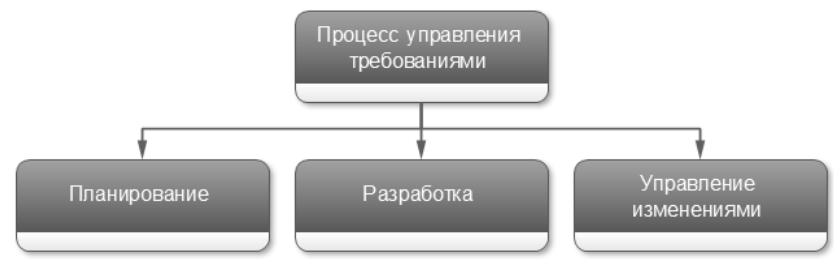 Процесс управления
требованиями
Планирование
Разработка
Управление
изменениями